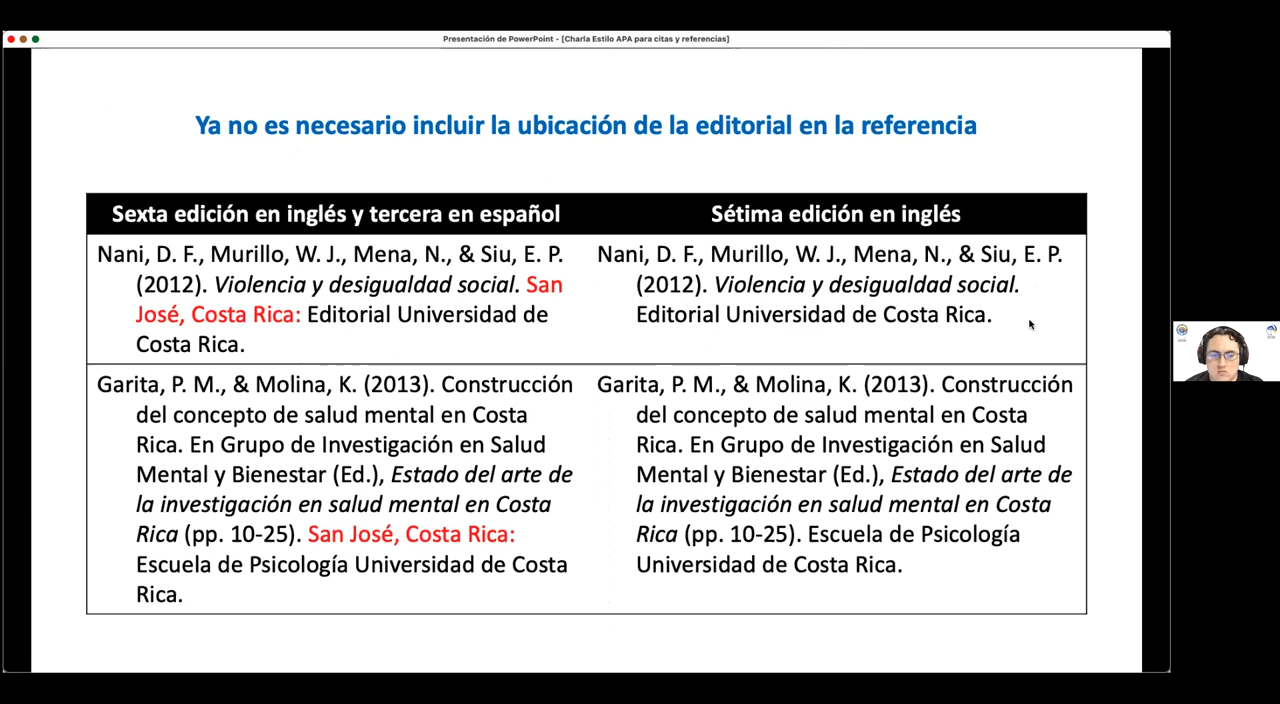 Presentación de PowerPoint - [Charla Estilo APA para citas y referencias]
Ya no es necesario incluir la ubicación de la editorial en la referencia
Sexta edición en inglés y tercera en español
Sétima edición en inglés
Nani, D. F., Murillo, W. J., Mena, N., & Siu, E. P.
(2012). Violencia y desigualdad social. San
José, Costa Rica: Editorial Universidad de
Costa Rica.
Nani, D. F., Murillo, W. J., Mena, N., & Siu, E. P.
(2012). Violencia y desigualdad social.
Editorial Universidad de Costa Rica.
Garita, P. M., & Molina, K. (2013). Construcción
del concepto de salud mental en Costa
Rica. En Grupo de Investigación en Salud
Mental y Bienestar (Ed.), Estado del arte de
la investigación en salud mental en Costa
Rica (pp. 10-25). San José, Costa Rica:
Escuela de Psicología Universidad de Costa
Rica.
Garita, P. M., & Molina, K. (2013). Construcción
del concepto de salud mental en Costa
Rica. En Grupo de Investigación en Salud
Mental y Bienestar (Ed.), Estado del arte de
la investigación en salud mental en Costa
Rica (pp. 10-25). Escuela de Psicología
Universidad de Costa Rica.